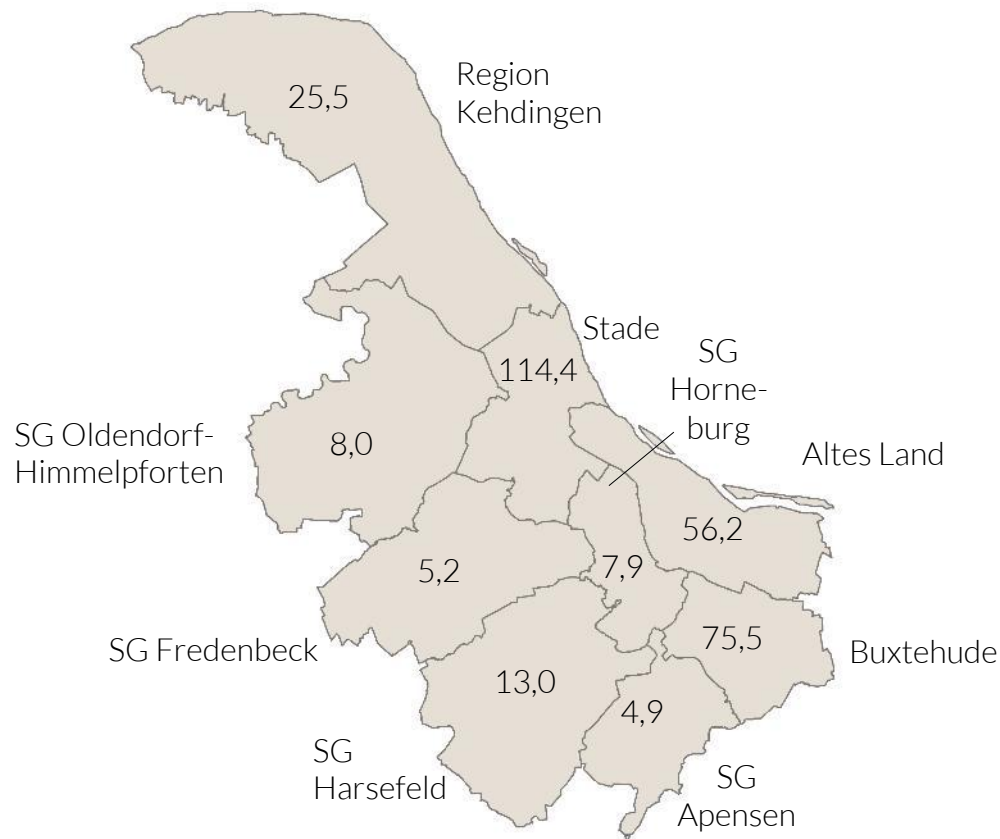 Region
Kehdingen
25,5
Stade
114,4
SG
Horne-
burg
SG Oldendorf-
Himmelpforten
8,0
Altes Land
56,2
5,2
7,9
SG Fredenbeck
75,5
Buxtehude
13,0
4,9
SG
Harsefeld
SG
Apensen